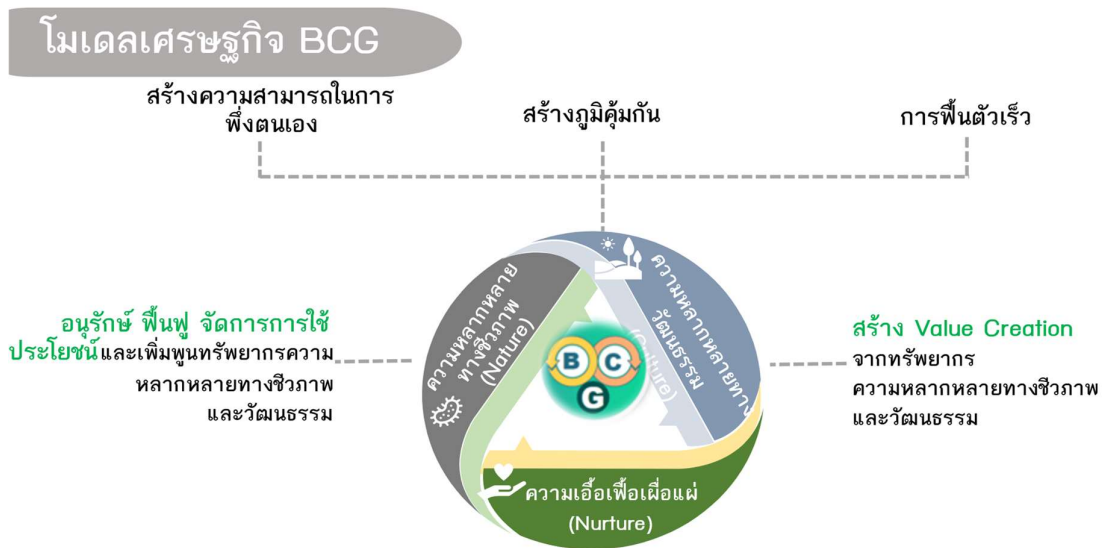 โมเดลเศรษฐกิจ BCG
สร้างความสามารถในการ
พึ่งตนเอง
สร้างภูมิคุ้มกัน
การฟื้นตัวเร็ว
อนุรักษ์ ฟื้นฟู จัดการการใช้
ประโยชน์และเพิ่มพูนทรัพยากรความ
หลากหลายทางชีวภาพ
และวัฒนธรรม
ความหลากหลาย
ทางชีวภาพ
(Nature)
ความหลากหลายทาง
วัฒนธรรม
(Culture)
B C
G
ความเอื้อเฟื้อเผื่อแผ่
(Nurture)
สร้าง Value Creation
จากทรัพยากร
ความหลากหลายทางชีวภาพ
และวัฒนธรรม